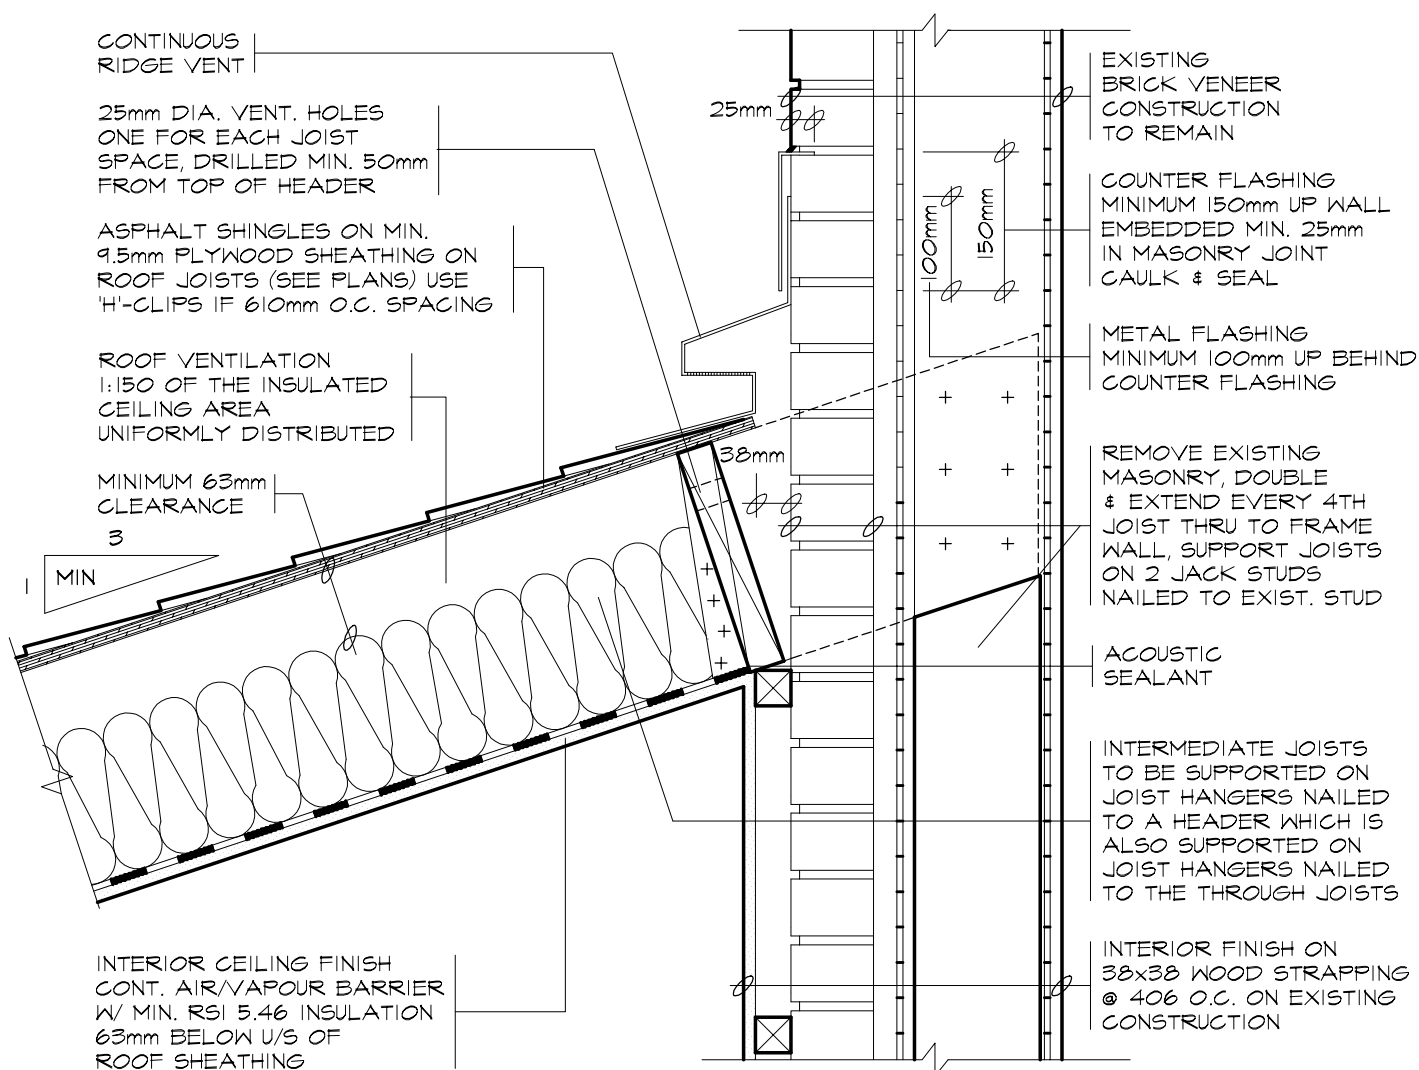 CONTINUOUS
RIDGE VENT
25mm DIA. VENT. HOLES
ONE FOR EACH JOIST
SPACE, DRILLED MIN. 50mm
FROM TOP OF HEADER
ASPHALT SHINGLES ON MIN.
9.5mm PLYWOOD SHEATHING ON
ROOF JOISTS (SEE PLANS) USE
'H'-CLIPS IF 610mm O.C. SPACING
ROOF VENTILATION
1:150 OF THE INSULATED
CEILING AREA
UNIFORMLY DISTRIBUTED
MINIMUM 63mm
CLEARANCE
3
1
MIN
INTERIOR CEILING FINISH
CONT. AIR/VAPOUR BARRIER
W/ MIN. RSI 5.46 INSULATION
63mm BELOW U/S OF
ROOF SHEATHING
25mm
38mm
100mm
150mm
EXISTING
BRICK VENEER
CONSTRUCTION
TO REMAIN
COUNTER FLASHING
MINIMUM 150mm UP WALL
EMBEDDED MIN. 25mm
IN MASONRY JOINT
CAULK & SEAL
METAL FLASHING
MINIMUM 100mm UP BEHIND
COUNTER FLASHING
REMOVE EXISTING
MASONRY, DOUBLE
& EXTEND EVERY 4TH
JOIST THRU TO FRAME
WALL, SUPPORT JOISTS
ON 2 JACK STUDS
NAILED TO EXIST. STUD
ACOUSTIC
SEALANT
INTERMEDIATE JOISTS
TO BE SUPPORTED ON
JOIST HANGERS NAILED
TO A HEADER WHICH IS
ALSO SUPPORTED ON
JOIST HANGERS NAILED
TO THE THROUGH JOISTS
INTERIOR FINISH ON
38x38 WOOD STRAPPING
@ 406 O.C. ON EXISTING
CONSTRUCTION